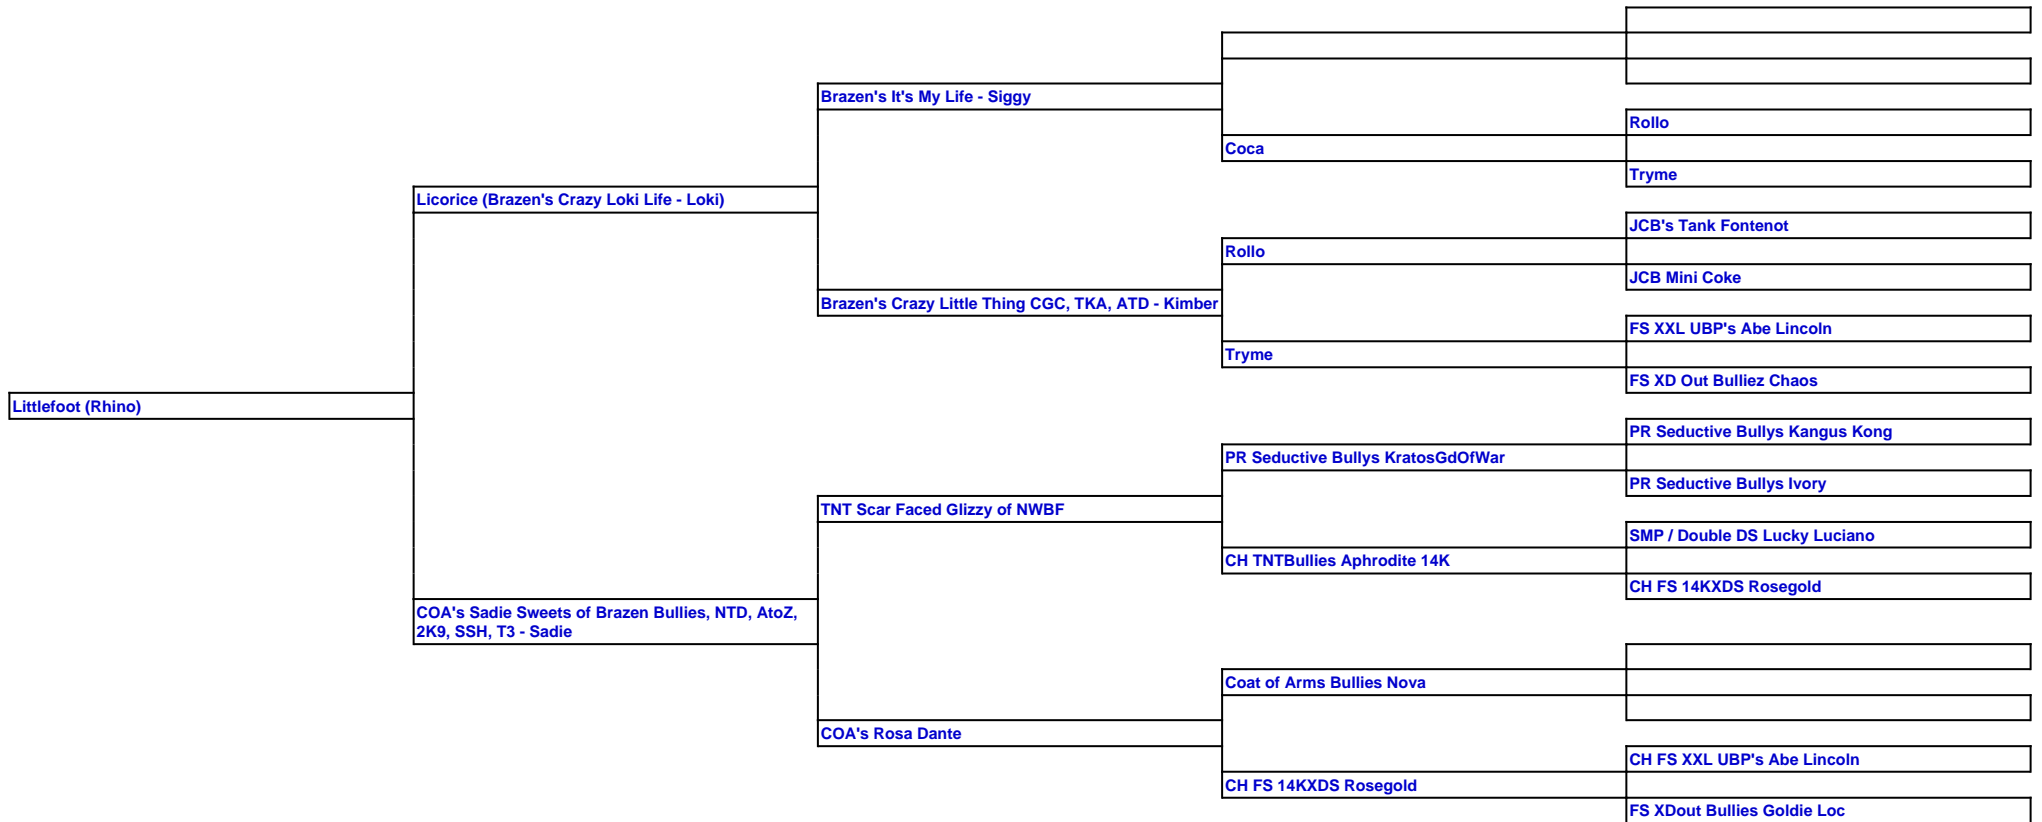 Brazen's It's My Life - Siggy
Rollo
Coca
Tryme
Licorice (Brazen's Crazy Loki Life - Loki)
JCB's Tank Fontenot
Rollo
JCB Mini Coke
Brazen's Crazy Little Thing CGC, TKA, ATD - Kimber
FS XXL UBP's Abe Lincoln
Tryme
FS XD Out Bulliez Chaos
Littlefoot (Rhino)
PR Seductive Bullys Kangus Kong
PR Seductive Bullys KratosGdOfWar
PR Seductive Bullys Ivory
TNT Scar Faced Glizzy of NWBF
SMP / Double DS Lucky Luciano
CH TNTBullies Aphrodite 14K
CH FS 14KXDS Rosegold
COA's Sadie Sweets of Brazen Bullies, NTD, AtoZ,
2K9, SSH, T3 - Sadie
Coat of Arms Bullies Nova
COA's Rosa Dante
CH FS XXL UBP's Abe Lincoln
CH FS 14KXDS Rosegold
FS XDout Bullies Goldie Loc